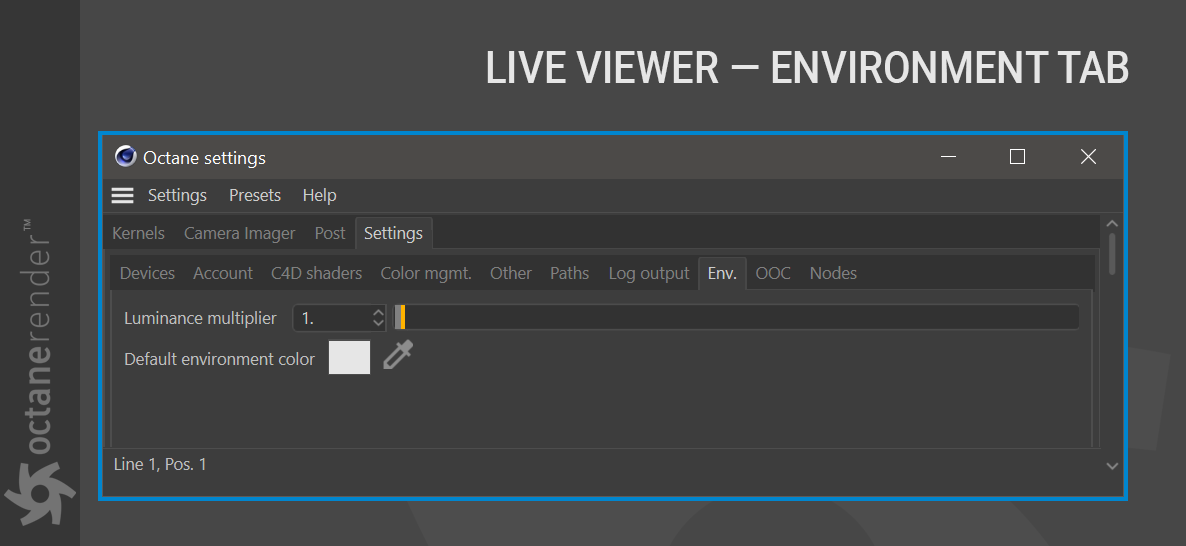 LIVE VIEWER — ENVIRONMENT TAB
Octane settings
Settings Presets Help
Kernels Camera Imager Post Settings
Devices Account C4D shaders Color mgmt. Other Paths Log output Env. OOC Nodes
Luminance multiplier 1.
Default environment color
Line 1, Pos. 1
octanerender™